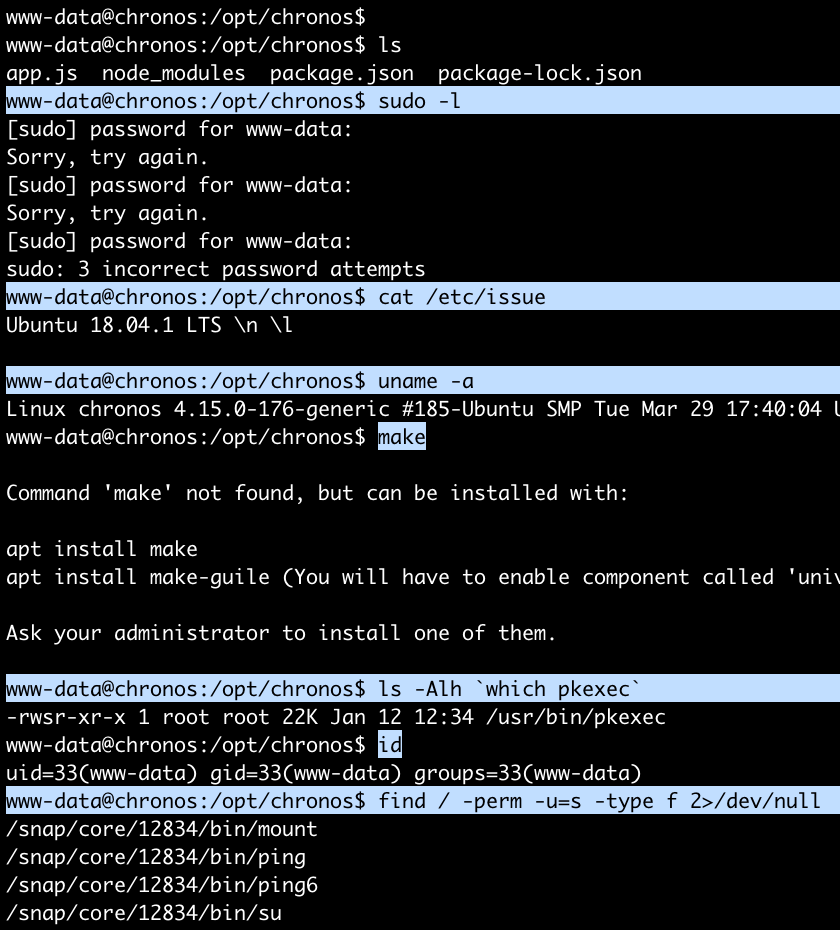 www-data@chronos:/opt/chronos$
www-data@chronos:/opt/chronos$ ls
app.js  node_modules  package.json  package-lock.json
www-data@chronos:/opt/chronos$ sudo -l
[sudo] password for www-data:
Sorry, try again.
[sudo] password for www-data:
Sorry, try again.
[sudo] password for www-data:
sudo: 3 incorrect password attempts
www-data@chronos:/opt/chronos$ cat /etc/issue
Ubuntu 18.04.1 LTS \n \l
www-data@chronos:/opt/chronos$ uname -a
Linux chronos 4.15.0-176-generic #185-Ubuntu SMP Tue Mar 29 17:40:04 U
www-data@chronos:/opt/chronos$ make
Command 'make' not found, but can be installed with:
apt install make
apt install make-guile (You will have to enable component called 'univ
Ask your administrator to install one of them.
www-data@chronos:/opt/chronos$ ls -Alh `which pkexec`
-rwsr-xr-x 1 root root 22K Jan 12 12:34 /usr/bin/pkexec
www-data@chronos:/opt/chronos$ id
uid=33(www-data) gid=33(www-data) groups=33(www-data)
www-data@chronos:/opt/chronos$ find / -perm -u=s -type f 2>/dev/null
/snap/core/12834/bin/mount
/snap/core/12834/bin/ping
/snap/core/12834/bin/ping6
/snap/core/12834/bin/su